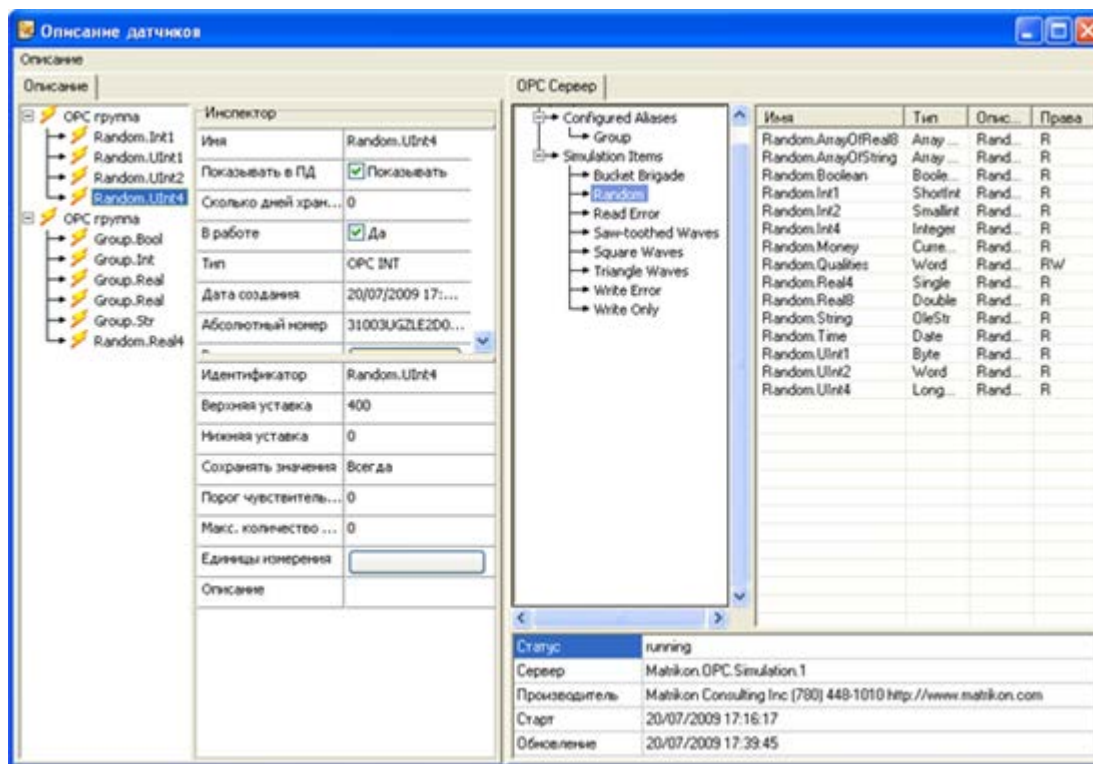 Описание датчиков
Описание
Описание
OPC группа
Random.Int1
Random.UInt1
Random.UInt2
Random.UInt4
OPC группа
Group.Bool
Group.Int
Group.Real
Group.Real
Group.Str
Random.Real4
Инспектор
Имя Random.UInt4
Показывать в ПД Показывать
Сколько дней хран... 0
В работе Да
Тип OPC INT
Дата создания 20/07/2009 17:...
Абсолютный номер 31003UGZLE2D0...
Идентификатор Random.UInt4
Верхняя уставка 400
Нижняя уставка 0
Сохранять значения Всегда
Порог чувствитель... 0
Макс. количество ... 0
Единицы измерения
Описание
OPC Сервер
Configured Aliases
Group
Simulation Items
Bucket Brigade
Random
Read Error
Saw-toothed Waves
Square Waves
Triangle Waves
Write Error
Write Only
Имя Тип Опис... Права
Random.ArrayOfReal8 Array ... Rand... R
Random.ArrayOfString Array ... Rand... R
Random.Boolean Boole... Rand... R
Random.Int1 ShortInt Rand... R
Random.Int2 Smallint Rand... R
Random.Int4 Integer Rand... R
Random.Money Curre... Rand... R
Random.Qualities Word Rand... RW
Random.Real4 Single Rand... R
Random.Real8 Double Rand... R
Random.String OleStr Rand... R
Random.Time Date Rand... R
Random.UInt1 Byte Rand... R
Random.UInt2 Word Rand... R
Random.UInt4 Long... Rand... R
Статус running
Сервер Matrikon.OPC.Simulation.1
Производитель Matrikon Consulting Inc (780) 448-1010 http://www.matrikon.com
Старт 20/07/2009 17:16:17
Обновление 20/07/2009 17:39:45